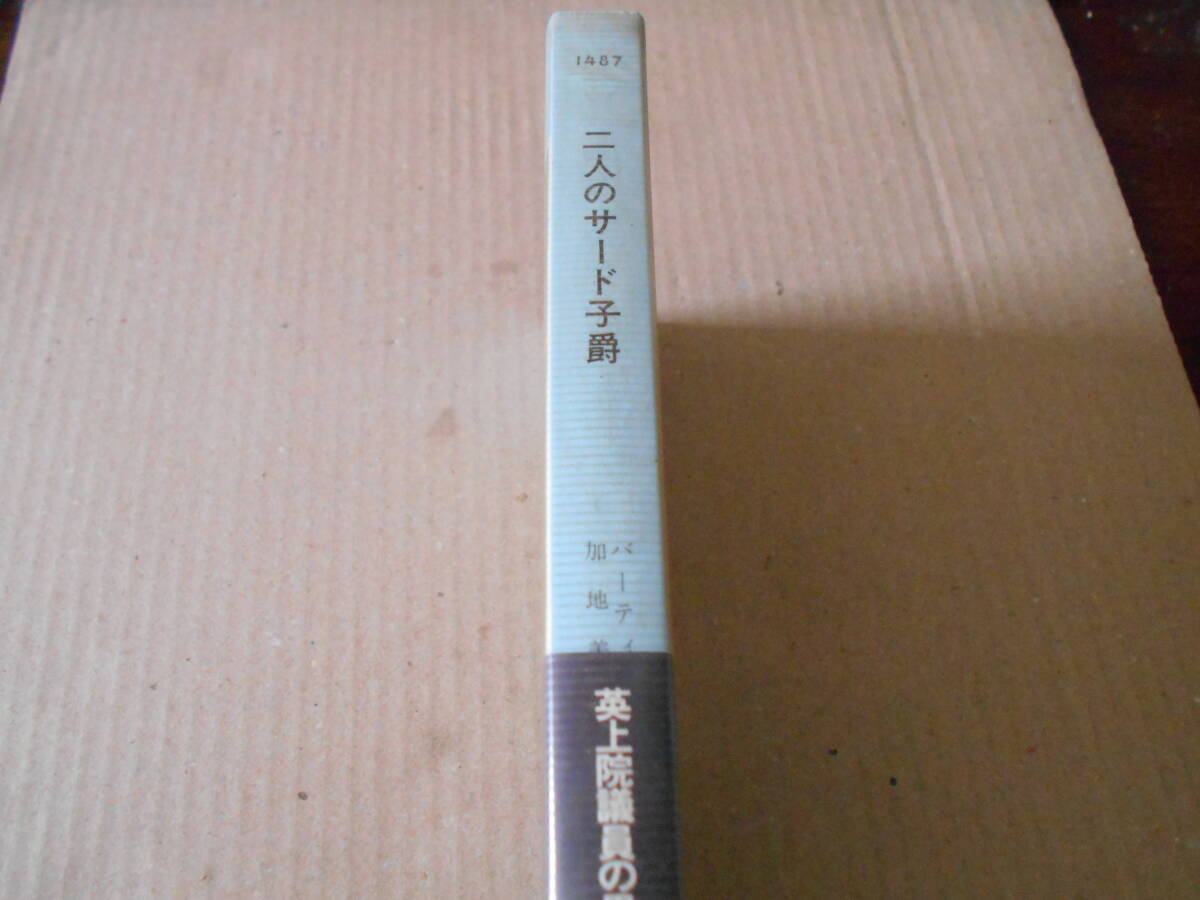 1487
二人のサード子爵
バーティ
加地美
英上院議員の